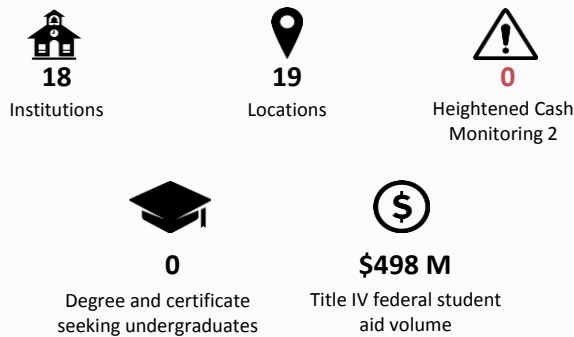 18
Institutions
19
Locations
0
Heightened Cash
Monitoring 2
0
Degree and certificate
seeking undergraduates
$
$498 M
Title IV federal student
aid volume